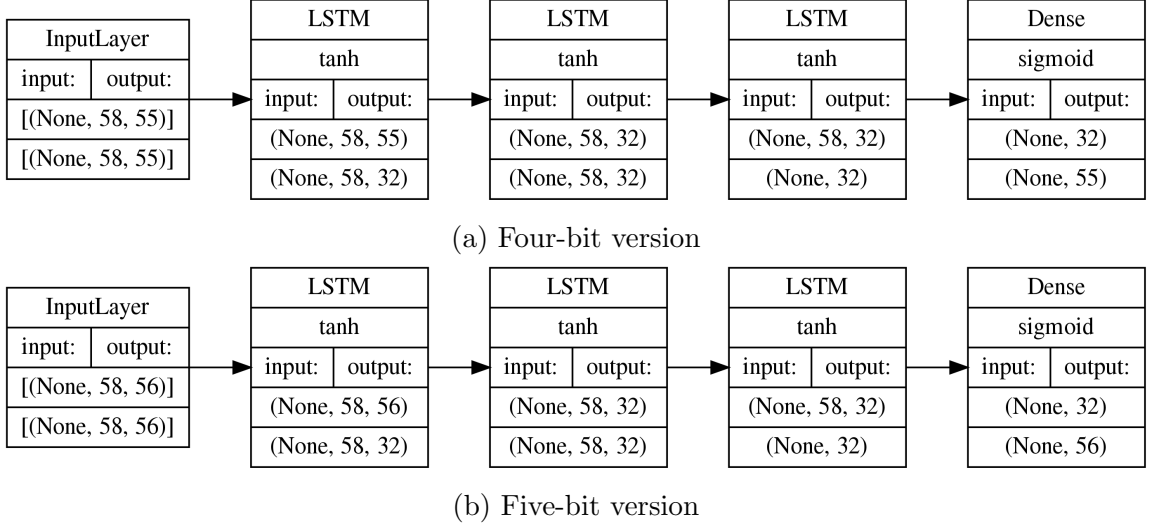 InputLayer
input: output:
[(None, 58, 55)]
[(None, 58, 55)]
LSTM
tanh
input: output:
(None, 58, 55)
(None, 58, 32)
LSTM
tanh
input: output:
(None, 58, 32)
(None, 58, 32)
LSTM
tanh
input: output:
(None, 58, 32)
(None, 32)
Dense
sigmoid
input: output:
(None, 32)
(None, 55)
(a) Four-bit version
InputLayer
input: output:
[(None, 58, 56)]
[(None, 58, 56)]
LSTM
tanh
input: output:
(None, 58, 56)
(None, 58, 32)
LSTM
tanh
input: output:
(None, 58, 32)
(None, 58, 32)
LSTM
tanh
input: output:
(None, 58, 32)
(None, 32)
Dense
sigmoid
input: output:
(None, 32)
(None, 56)
(b) Five-bit version